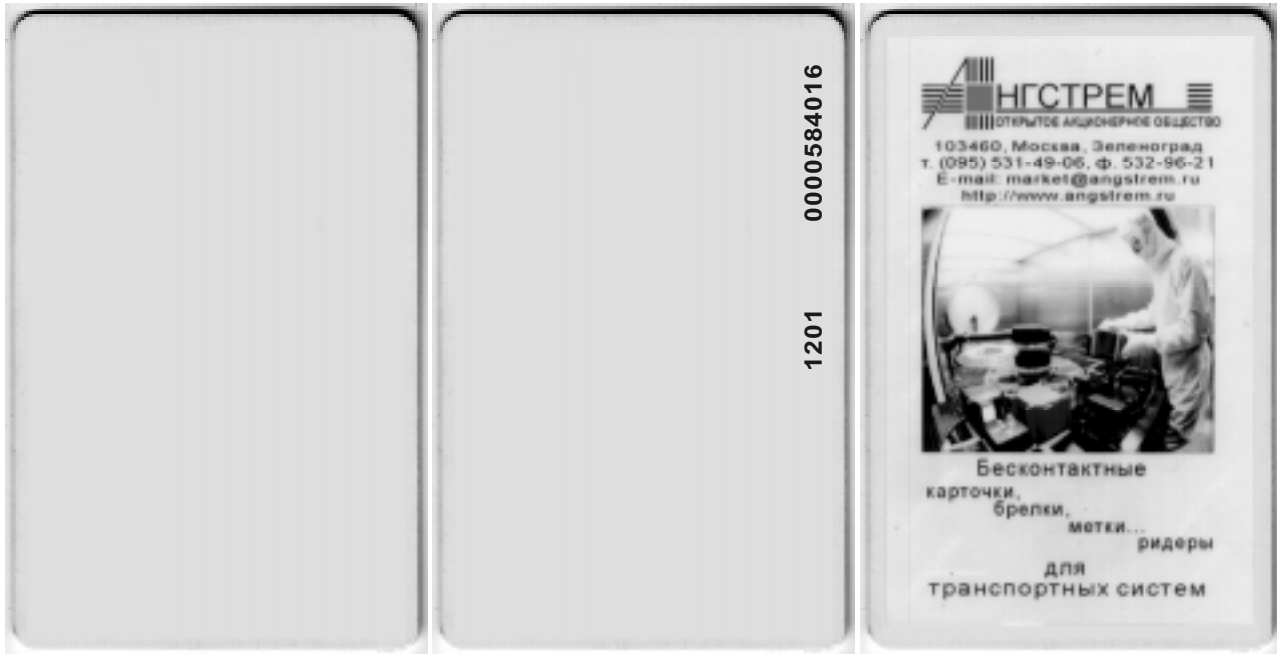 0000584016
1201
АНГСТРЕМ
ОТКРЫТОЕ АКЦИОНЕРНОЕ ОБЩЕСТВО
103460, Москва, Зеленоград
т. (095) 531-49-06, ф. 532-96-21
E-mail: market@angstrem.ru
http://www.angstrem.ru
Бесконтактные
карточки,
брелки,
метки...
ридеры
для
транспортных систем